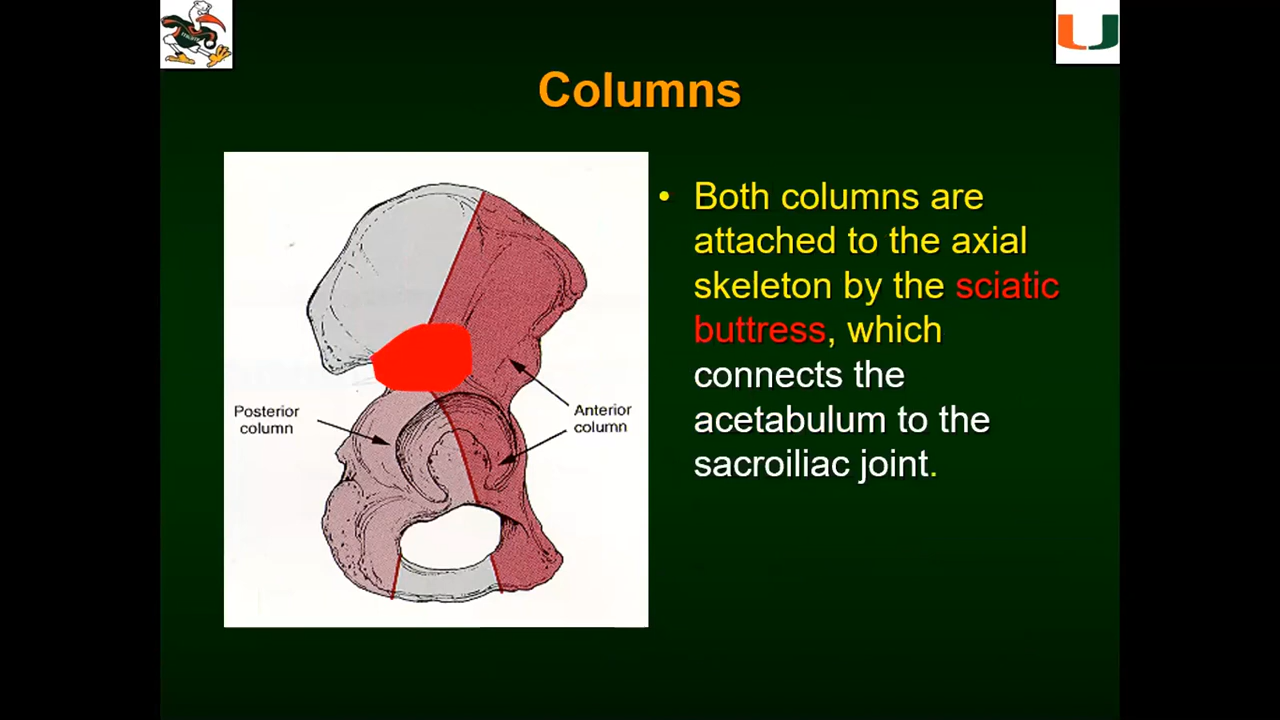 Columns
Both columns are
attached to the axial
skeleton by the sciatic
buttress, which
connects the
acetabulum to the
sacroiliac joint.
Posterior
column
Anterior
column